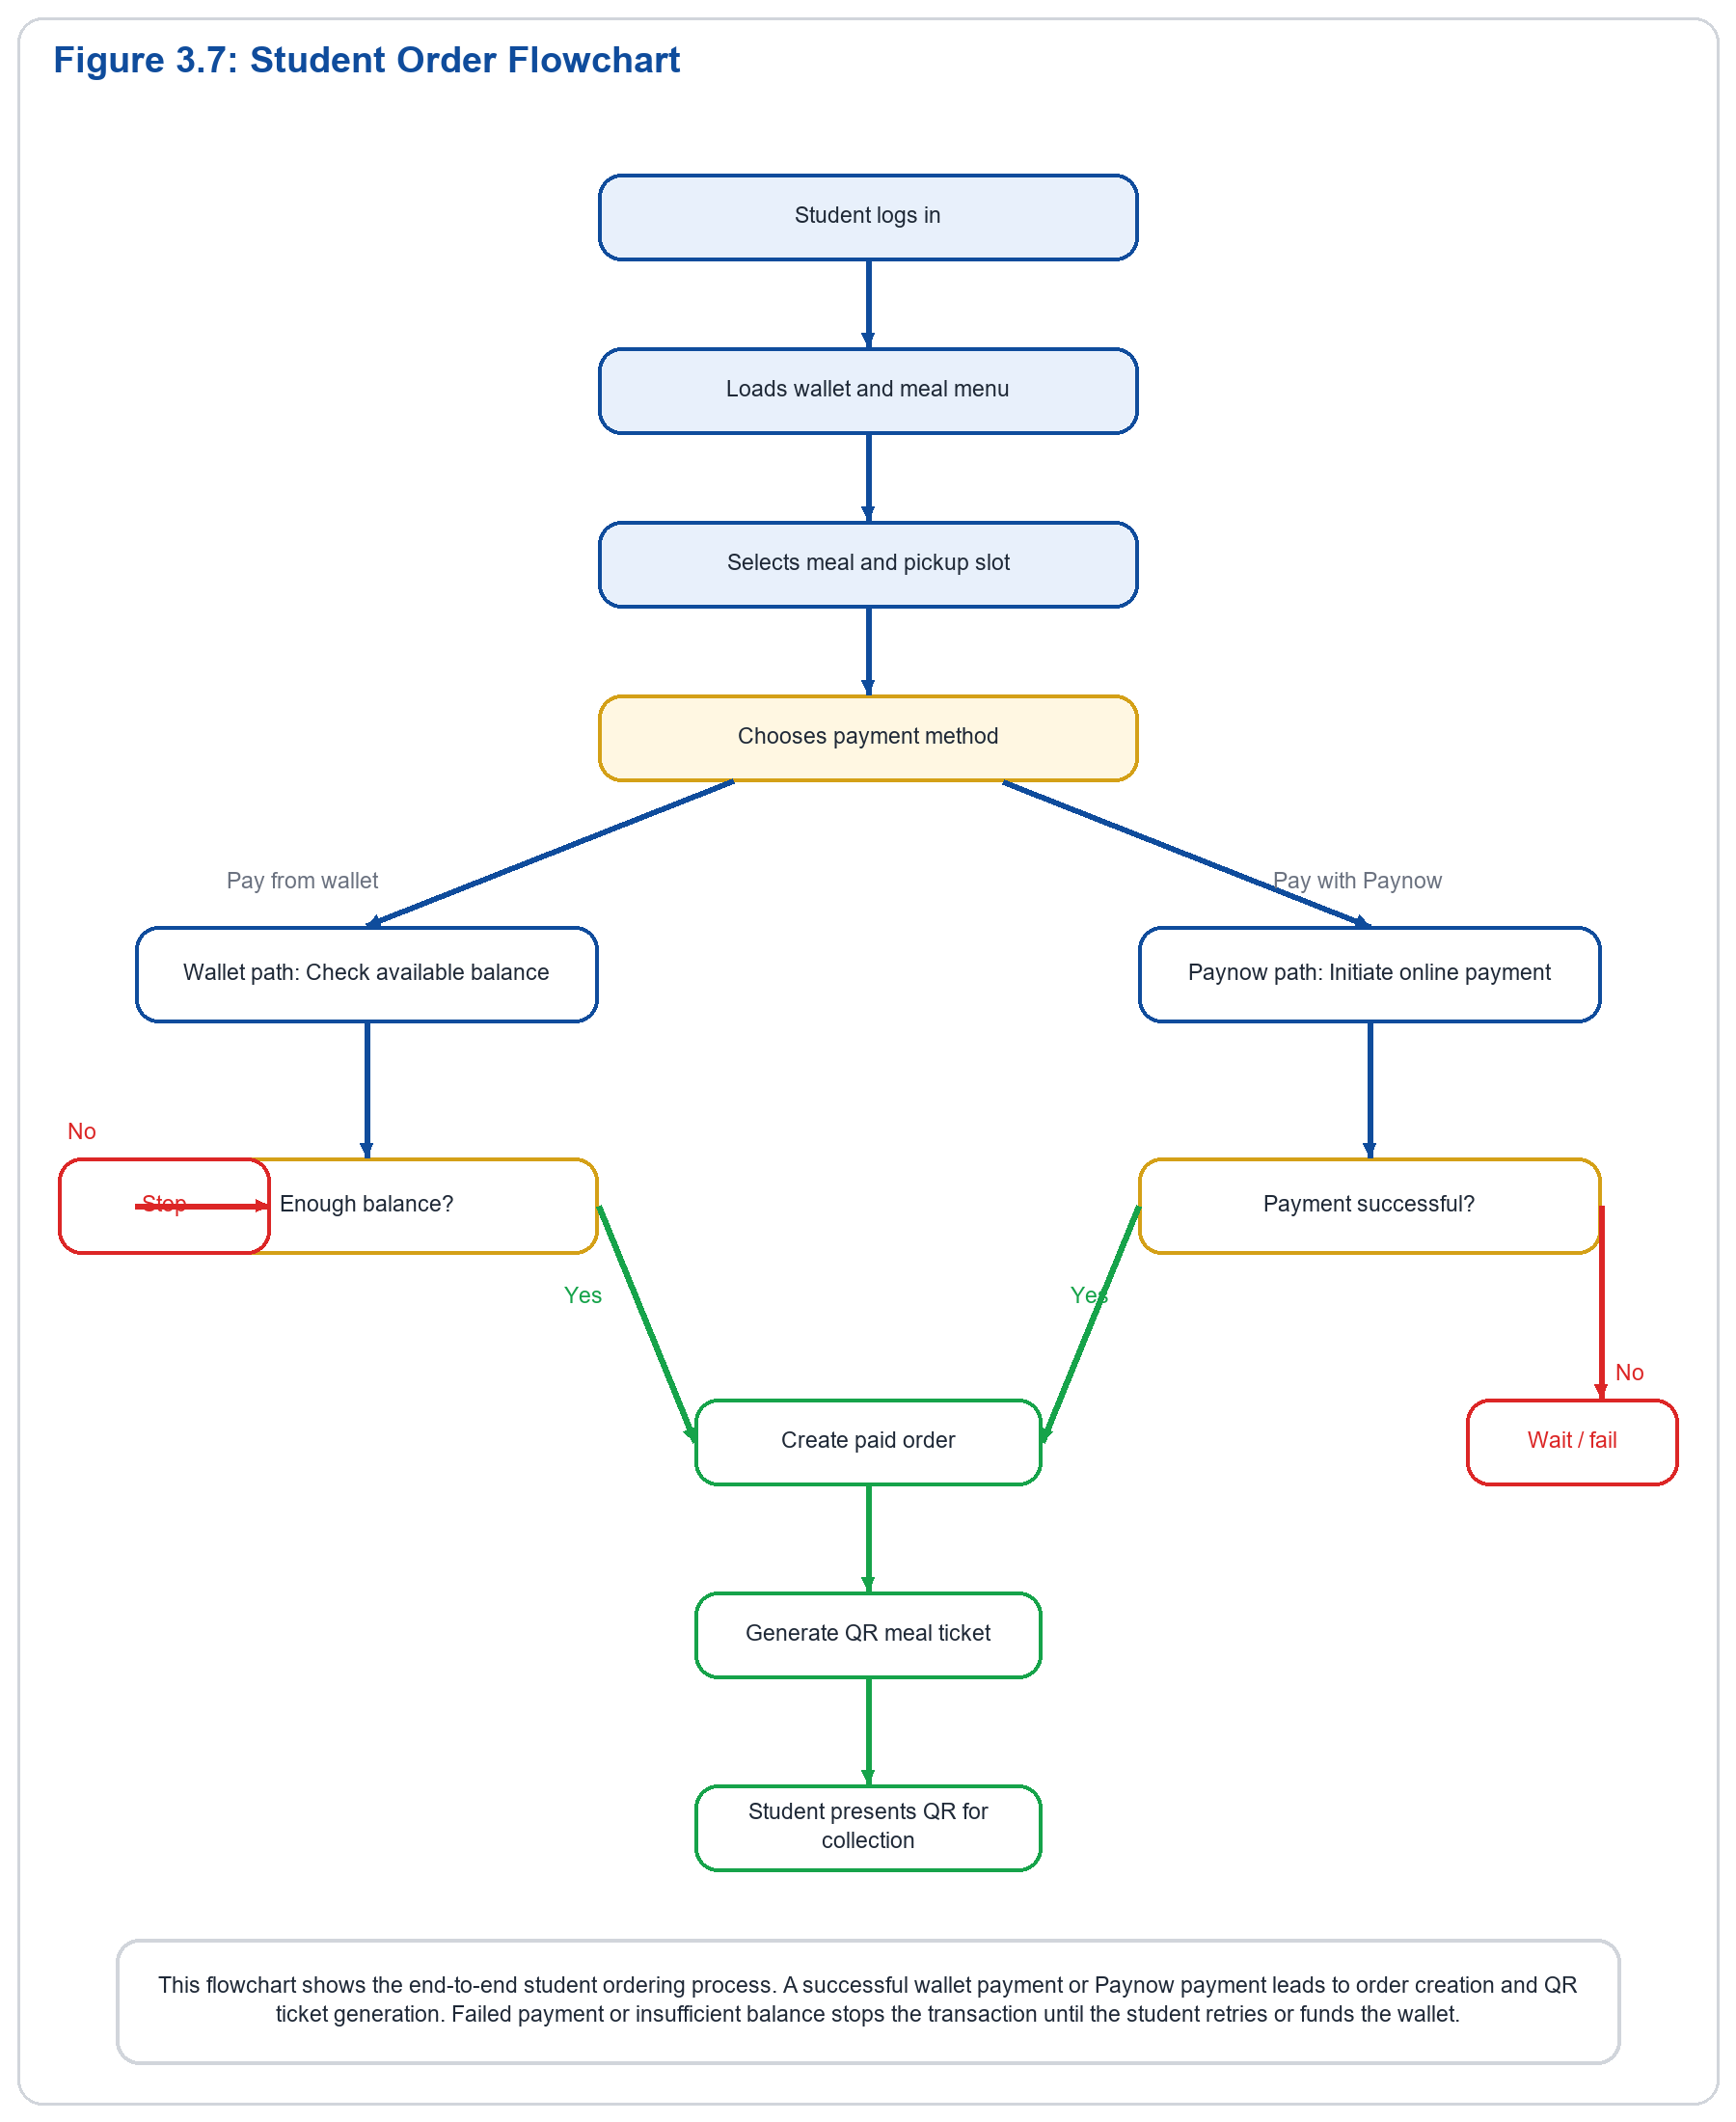 Figure 3.7: Student Order Flowchart
Student logs in
Loads wallet and meal menu
Selects meal and pickup slot
Chooses payment method
Pay from wallet
Pay with Paynow
Wallet path: Check available balance
Paynow path: Initiate online payment
No
Stop
Enough balance?
Payment successful?
Yes
Yes
No
Create paid order
Wait / fail
Generate QR meal ticket
Student presents QR for
collection
This flowchart shows the end-to-end student ordering process. A successful wallet payment or Paynow payment leads to order creation and QR
ticket generation. Failed payment or insufficient balance stops the transaction until the student retries or funds the wallet.